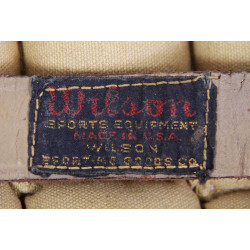 Wilson
SPORTS EQUIPMENT
MADE IN U.S.A.
WILSON
SPORTING GOODS CO.